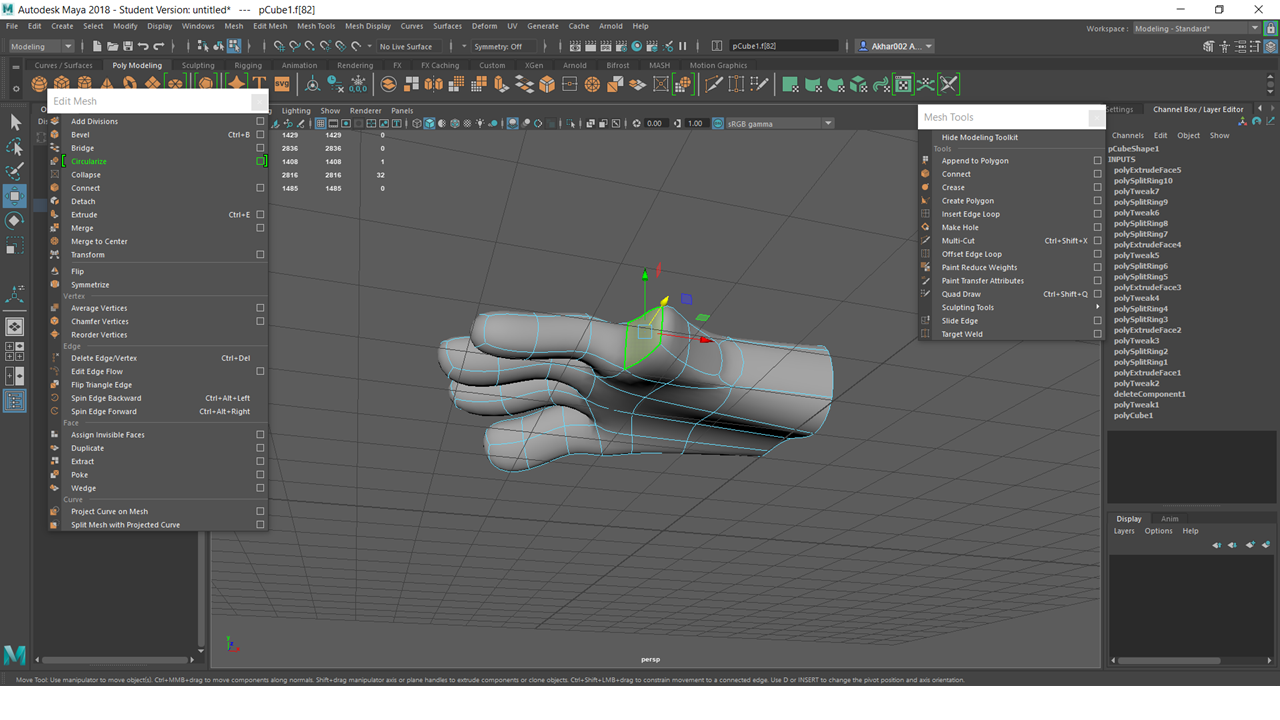 Autodesk Maya 2018 - Student Version: untitled* --- pCube1.f[82]
File Edit Create Select Modify Display Windows Mesh Edit Mesh Mesh Tools Mesh Display Curves Surfaces Deform UV Generate Cache Arnold Help
Workspace : Modeling - Standard*
Modeling No Live Surface Symmetry: Off pCube1.f[82] Akhar002 A...
Curves / Surfaces Poly Modeling Sculpting Rigging Animation Rendering FX FX Caching Custom XGen Arnold Bifrost MASH Motion Graphics
Edit Mesh
Add Divisions
Bevel Ctrl+B
Bridge
Circularize
Collapse
Connect
Detach
Extrude Ctrl+E
Merge
Merge to Center
Transform
Flip
Symmetrize
Vertex
Average Vertices
Chamfer Vertices
Reorder Vertices
Edge
Delete Edge/Vertex Ctrl+Del
Edit Edge Flow
Flip Triangle Edge
Spin Edge Backward Ctrl+Alt+Left
Spin Edge Forward Ctrl+Alt+Right
Face
Assign Invisible Faces
Duplicate
Extract
Poke
Wedge
Curve
Project Curve on Mesh
Split Mesh with Projected Curve
Lighting Show Renderer Panels
0.00 1.00 sRGB gamma
1429 1429 0
2836 2836 0
1408 1408 1
2816 2816 32
1485 1485 0
persp
Mesh Tools
Hide Modeling Toolkit
Tools
Append to Polygon
Connect
Crease
Create Polygon
Insert Edge Loop
Make Hole
Multi-Cut Ctrl+Shift+X
Offset Edge Loop
Paint Reduce Weights
Paint Transfer Attributes
Quad Draw Ctrl+Shift+Q
Sculpting Tools
Slide Edge
Target Weld
Settings Channel Box / Layer Editor
Channels Edit Object Show
pCubeShape1
INPUTS
polyExtrudeFace5
polySplitRing10
polyTweak7
polySplitRing9
polyTweak6
polySplitRing8
polySplitRing7
polyExtrudeFace4
polyTweak5
polySplitRing6
polySplitRing5
polyExtrudeFace3
polyTweak4
polySplitRing4
polySplitRing3
polyExtrudeFace2
polyTweak3
polySplitRing2
polySplitRing1
polyExtrudeFace1
polyTweak2
deleteComponent1
polyTweak1
polyCube1
Display Anim
Layers Options Help
Move Tool: Use manipulator to move object(s). Ctrl+MMB+drag to move components along normals. Shift+drag manipulator axis or plane handles to extrude components or clone objects. Ctrl+Shift+LMB+drag to constrain movement to a connected edge. Use D or INSERT to change the pivot position and axis orientation.